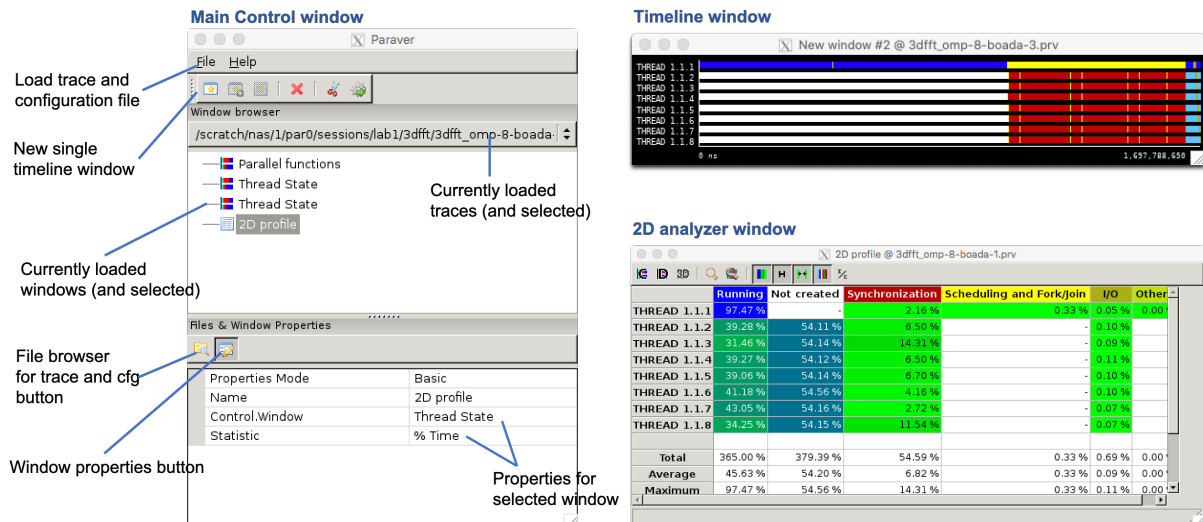 Main Control window
Paraver
File Help
Load trace and
configuration file
Window browser
/scratch/nas/1/par0/sessions/lab1/3dfft/3dfft_omp-8-boada-
New single
timeline window
Parallel functions
Thread State
Thread State
2D profile
Currently loaded
traces (and selected)
Currently loaded
windows (and selected)
Files & Window Properties
File browser
for trace and cfg
button
Properties Mode Basic
Name 2D profile
Control.Window Thread State
Statistic % Time
Window properties button
Properties for
selected window
Timeline window
New window #2 @ 3dfft_omp-8-boada-3.prv
THREAD 1.1.1
THREAD 1.1.2
THREAD 1.1.3
THREAD 1.1.4
THREAD 1.1.5
THREAD 1.1.6
THREAD 1.1.7
THREAD 1.1.8
0 ns 1,697,788,650
2D analyzer window
2D profile @ 3dfft_omp-8-boada-1.prv
3D
H
Running Not created Synchronization Scheduling and Fork/Join I/O Other
THREAD 1.1.1 97.47 % - 2.16 % 0.33 % 0.05 % 0.00
THREAD 1.1.2 39.28 % 54.11 % 6.50 % - 0.10 %
THREAD 1.1.3 31.46 % 54.14 % 14.31 % - 0.09 %
THREAD 1.1.4 39.27 % 54.12 % 6.50 % - 0.11 %
THREAD 1.1.5 39.06 % 54.14 % 6.70 % - 0.10 %
THREAD 1.1.6 41.18 % 54.56 % 4.16 % - 0.10 %
THREAD 1.1.7 43.05 % 54.16 % 2.72 % - 0.07 %
THREAD 1.1.8 34.25 % 54.15 % 11.54 % - 0.07 %
Total 365.00 % 379.39 % 54.59 % 0.33 % 0.69 % 0.00
Average 45.63 % 54.20 % 6.82 % 0.33 % 0.09 % 0.00
Maximum 97.47 % 54.56 % 14.31 % 0.33 % 0.11 % 0.00